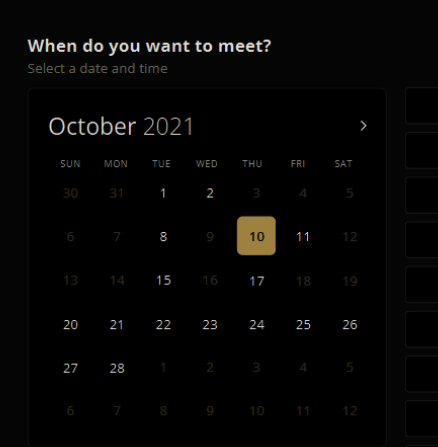 When do you want to meet?
Select a date and time
October 2021 >
SUN MON TUE WED THU FRI SAT
30 31 1 2 3 4 5
6 7 8 9 10 11 12
13 14 15 16 17 18 19
20 21 22 23 24 25 26
27 28 1 2 3 4 5
6 7 8 9 10 11 12